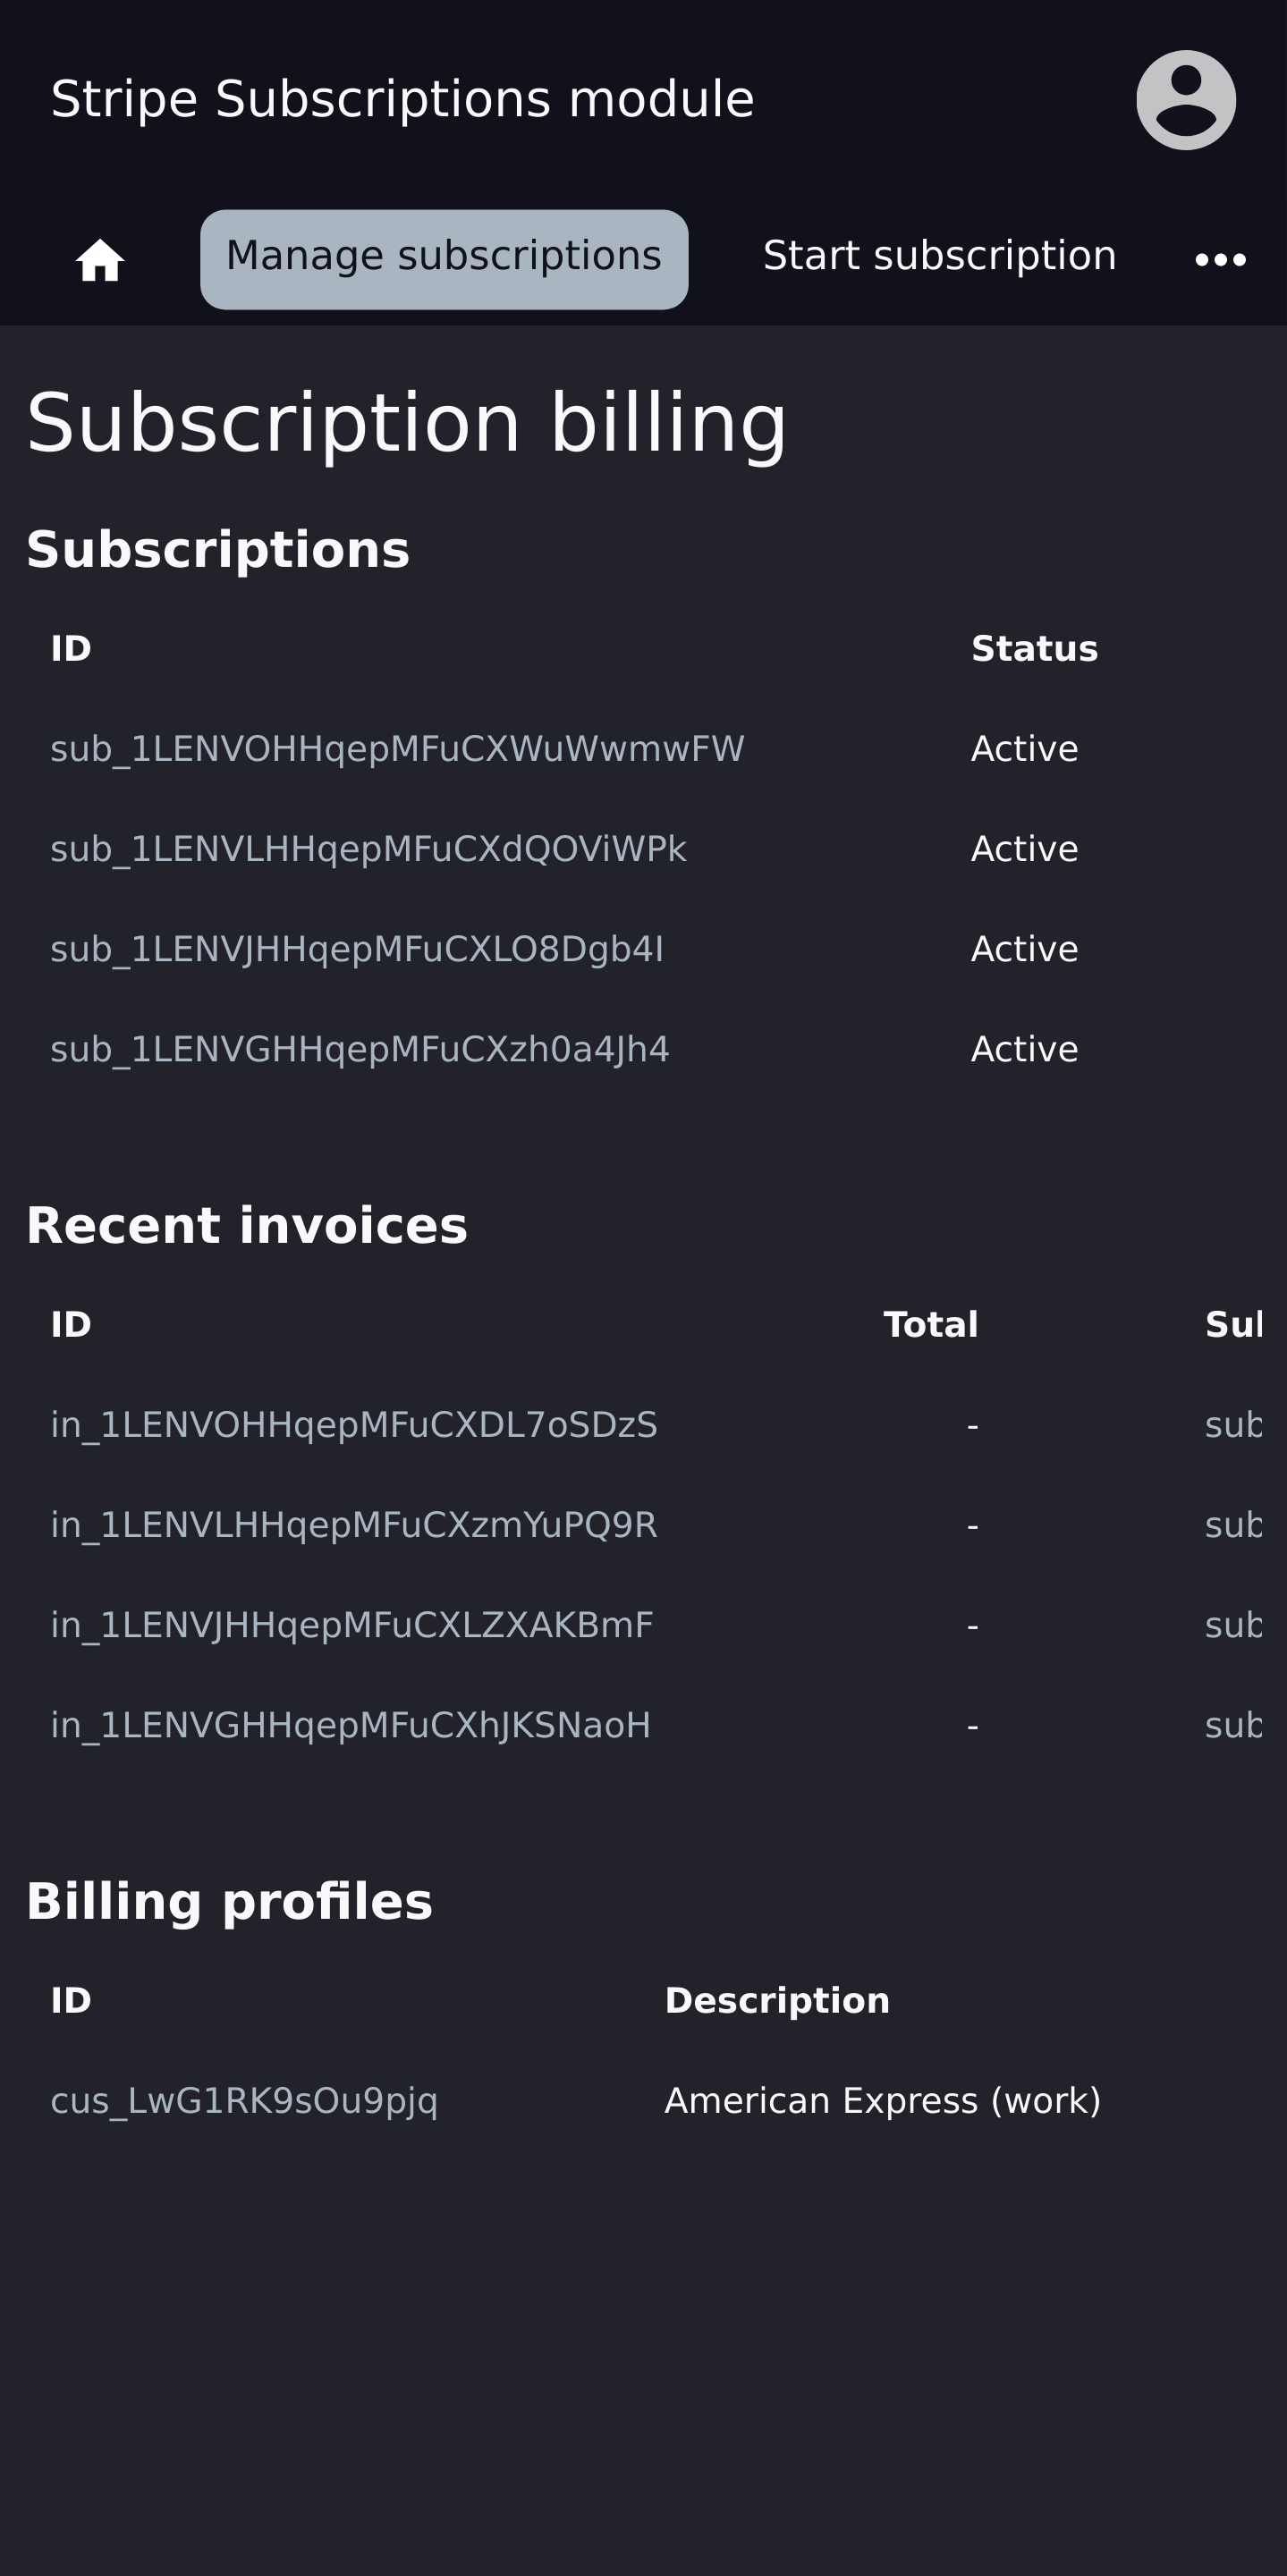 Stripe Subscriptions module
Manage subscriptions Start subscription •••
Subscription billing
Subscriptions
ID Status
sub_1LENVOHHqepMFuCXWuWwmwFW Active
sub_1LENVLHHqepMFuCXdQOViWPk Active
sub_1LENVJHHqepMFuCXLO8Dgb4I Active
sub_1LENVGHHqepMFuCXzh0a4Jh4 Active
Recent invoices
ID Total
in_1LENVOHHqepMFuCXDL7oSDzS - sub
in_1LENVLHHqepMFuCXzmYuPQ9R - sub
in_1LENVJHHqepMFuCXLZXAKBmF - sub
in_1LENVGHHqepMFuCXhJKSNaoH - sub
Billing profiles
ID Description
cus_LwG1RK9sOu9pjq American Express (work)